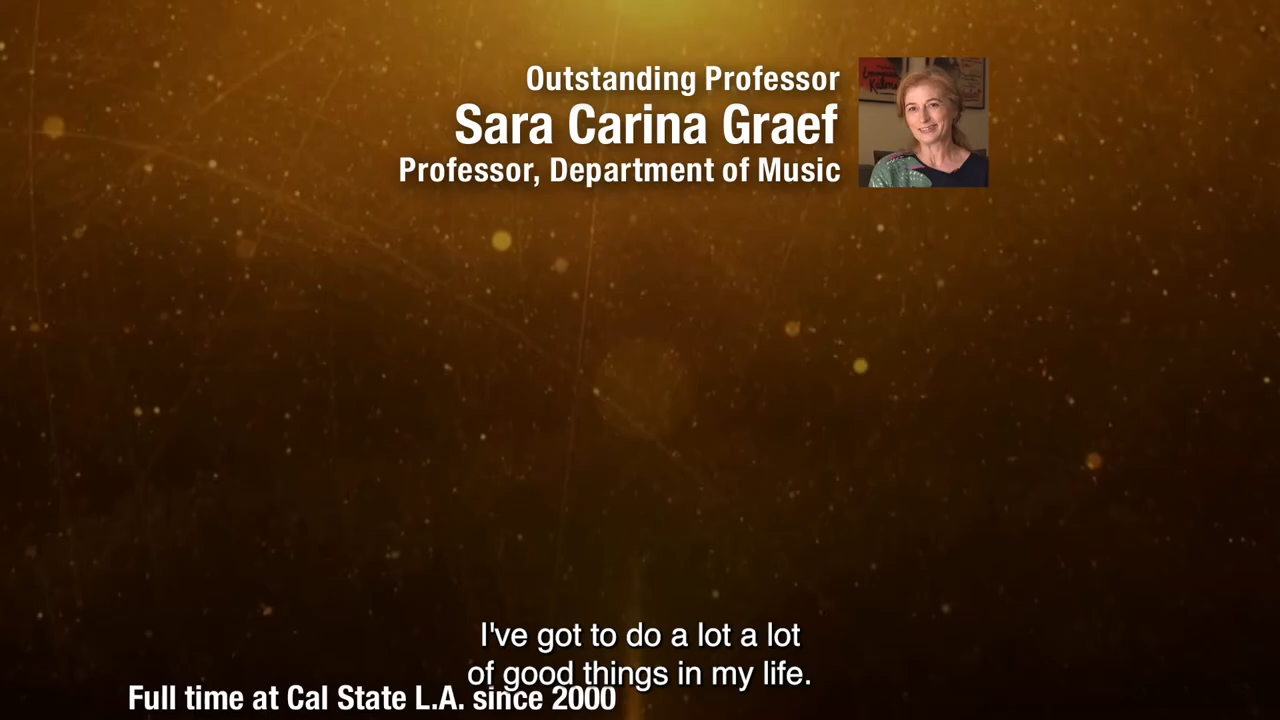 Outstanding Professor
Sara Carina Graef
Professor, Department of Music
I've got to do a lot a lot
of good things in my life.
Full time at Cal State L.A. since 2000